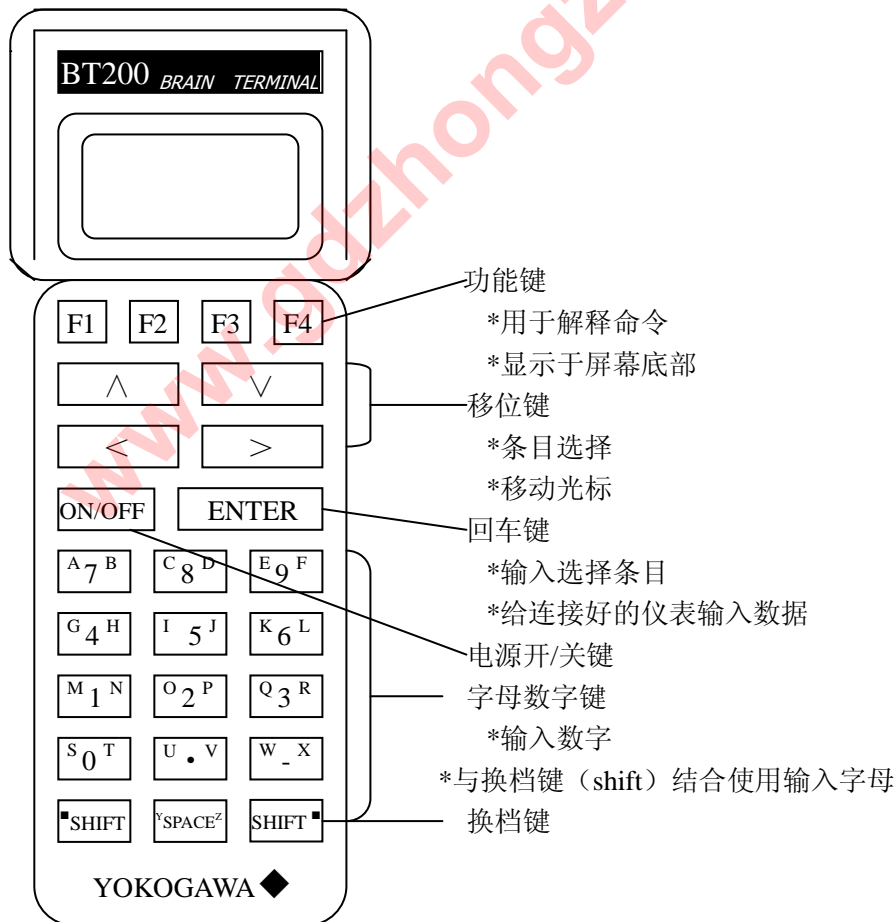 BT200 BRAIN TERMINAL
F1 F2 F3 F4
功能键
*用于解释命令
*显示于屏幕底部
∧ ∨
< >
移位键
*条目选择
*移动光标
ON/OFF ENTER
回车键
*输入选择条目
*给连接好的仪表输入数据
电源开/关键
A 7 B C 8 D E 9 F
G 4 H I 5 J K 6 L
M 1 N O 2 P Q 3 R
S 0 T U • V W - X
字母数字键
*输入数字
*与换档键（shift）结合使用输入字母
■SHIFT Y SPACE Z SHIFT■
换档键
YOKOGAWA◆
www.gdzhongz